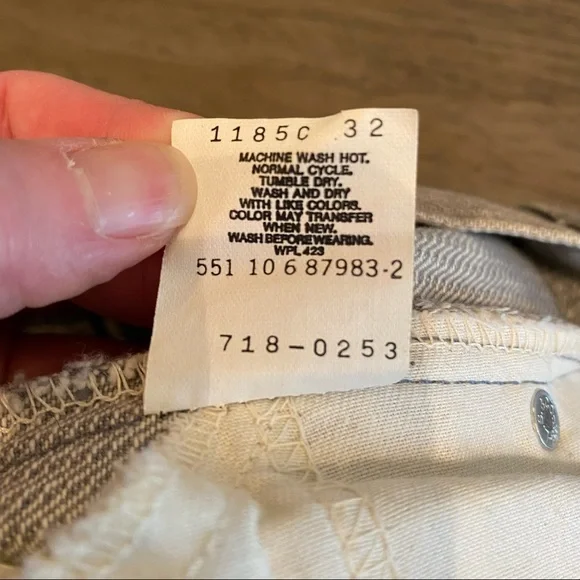 1185C 32
MACHINE WASH HOT.
NORMAL CYCLE.
TUMBLE DRY.
WASH AND DRY
WITH LIKE COLORS.
COLOR MAY TRANSFER
WHEN NEW.
WASH BEFORE WEARING.
WPL 423
551 10 6 87983-2
718-0253